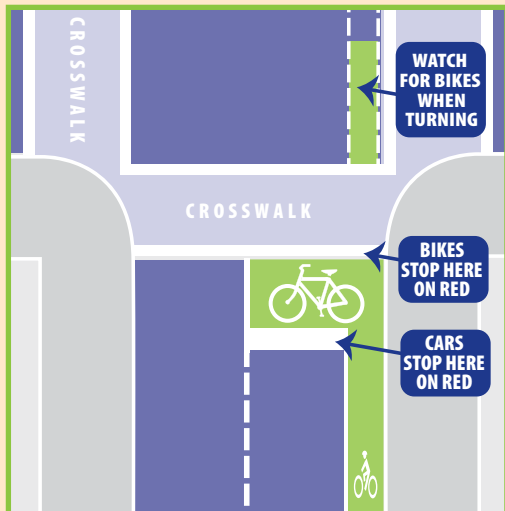 CROSSWALK
WATCH
FOR BIKES
WHEN
TURNING
CROSSWALK
BIKES
STOP HERE
ON RED
CARS
STOP HERE
ON RED